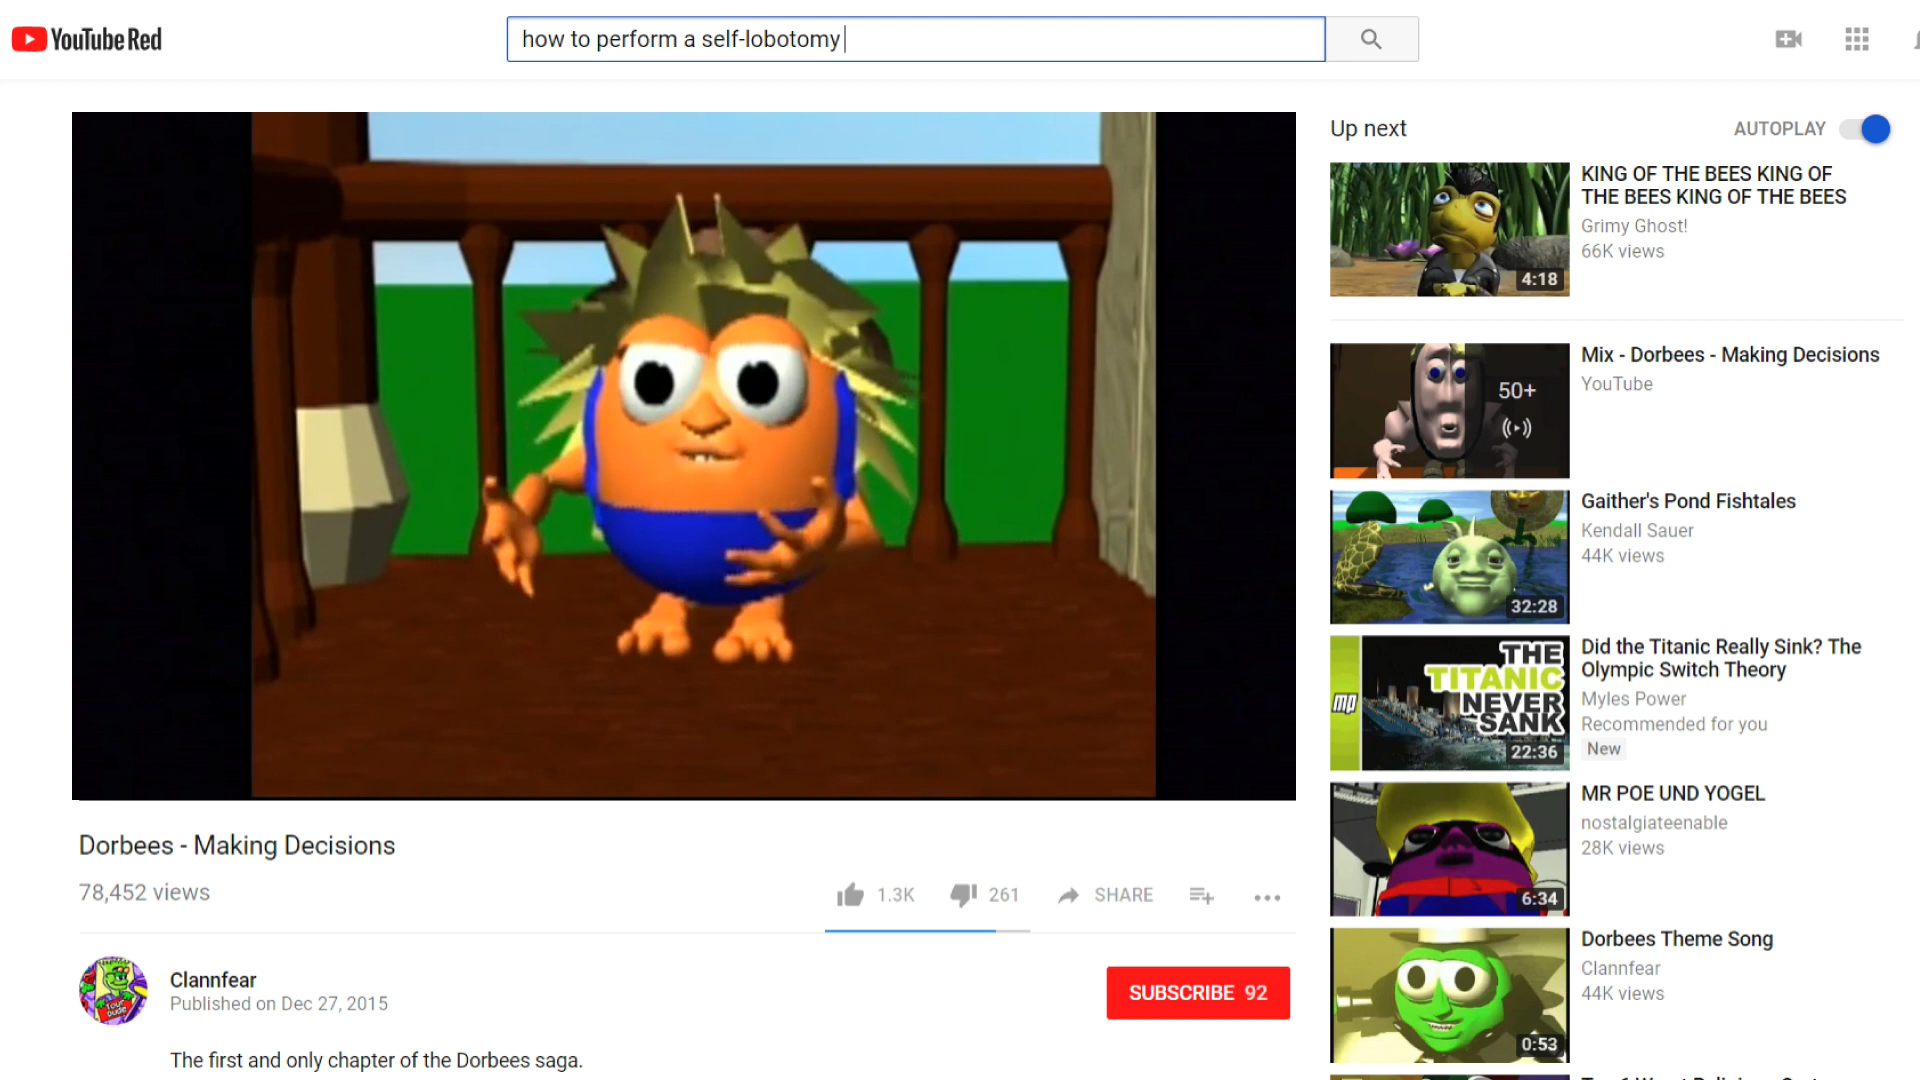 YouTube Red
how to perform a self-lobotomy
Up next
AUTOPLAY
KING OF THE BEES KING OF
THE BEES KING OF THE BEES
Grimy Ghost!
66K views
4:18
Mix - Dorbees - Making Decisions
YouTube
50+
Gaither's Pond Fishtales
Kendall Sauer
44K views
32:28
Did the Titanic Really Sink? The
Olympic Switch Theory
Myles Power
Recommended for you
New
mp
THE
TITANIC
NEVER
SANK
22:36
MR POE UND YOGEL
nostalgiateenable
28K views
6:34
Dorbees Theme Song
Clannfear
44K views
0:53
Dorbees - Making Decisions
78,452 views
1.3K
261
SHARE
Clannfear
Published on Dec 27, 2015
SUBSCRIBE 92
The first and only chapter of the Dorbees saga.